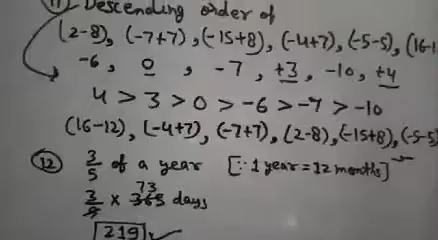 (11) Descending order of
(2-8), (-7+7), (-15+8), (-4+7), (-5-5), (16-1
-6, 0, -7, +3, -10, +4
4 > 3 > 0 > -6 > -7 > -10
(16-12), (-4+7), (-7+7), (2-8), (-15+8), (-5-5)
(12) 3/5 of a year [∵ 1 year = 12 months]
73
3/5 × 365 days
219